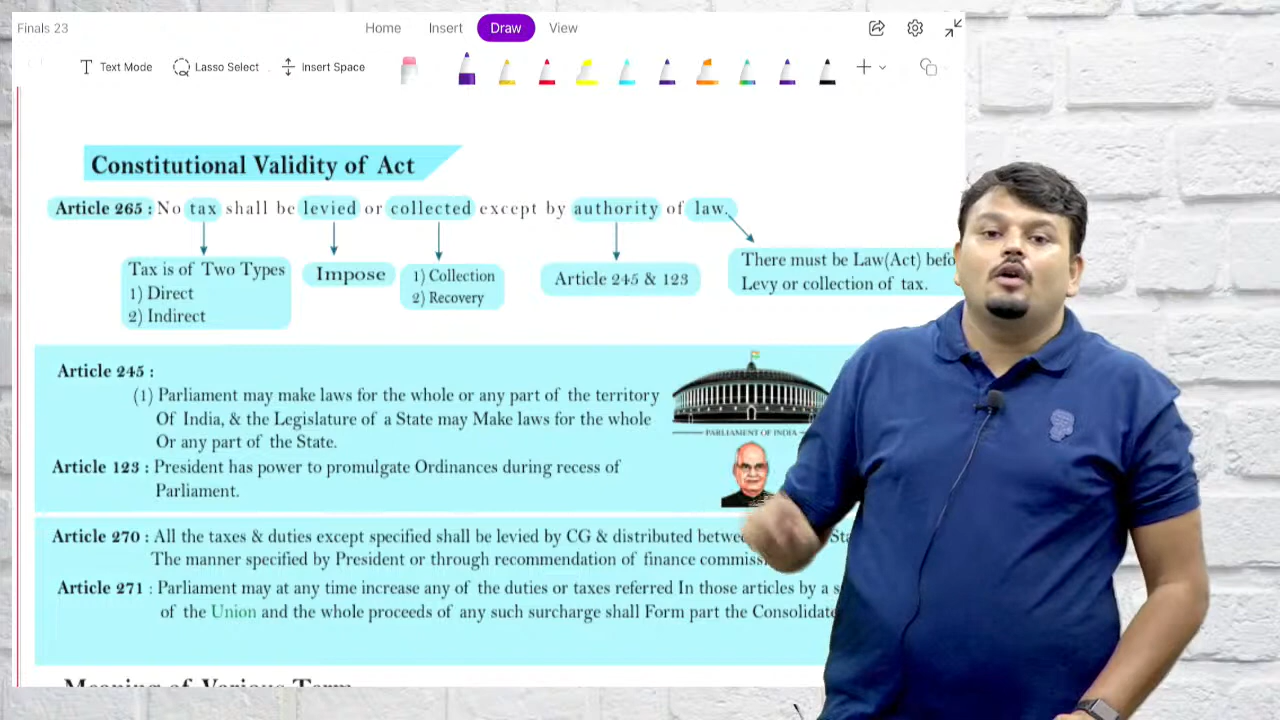 Finals 23
Home Insert Draw View
Text Mode Lasso Select Insert Space
Constitutional Validity of Act
Article 265 : No tax shall be levied or collected except by authority of law.
Tax is of Two Types
1) Direct
2) Indirect
Impose
1) Collection
2) Recovery
Article 245 & 123
There must be Law(Act)
Levy or collection of tax.
Article 245 :
(1) Parliament may make laws for the whole or any part of the territory
Of India, & the Legislature of a State may Make laws for the whole
Or any part of the State.
PARLIAMENT OF INDIA
Article 123 : President has power to promulgate Ordinances during recess of
Parliament.
Article 270 : All the taxes & duties except specified shall be levied by CG & distributed
The manner specified by President or through recommendation of finance
Article 271 : Parliament may at any time increase any of the duties or taxes referred In those articles by a
of the Union and the whole proceeds of any such surcharge shall Form part the
Meaning of Various Term